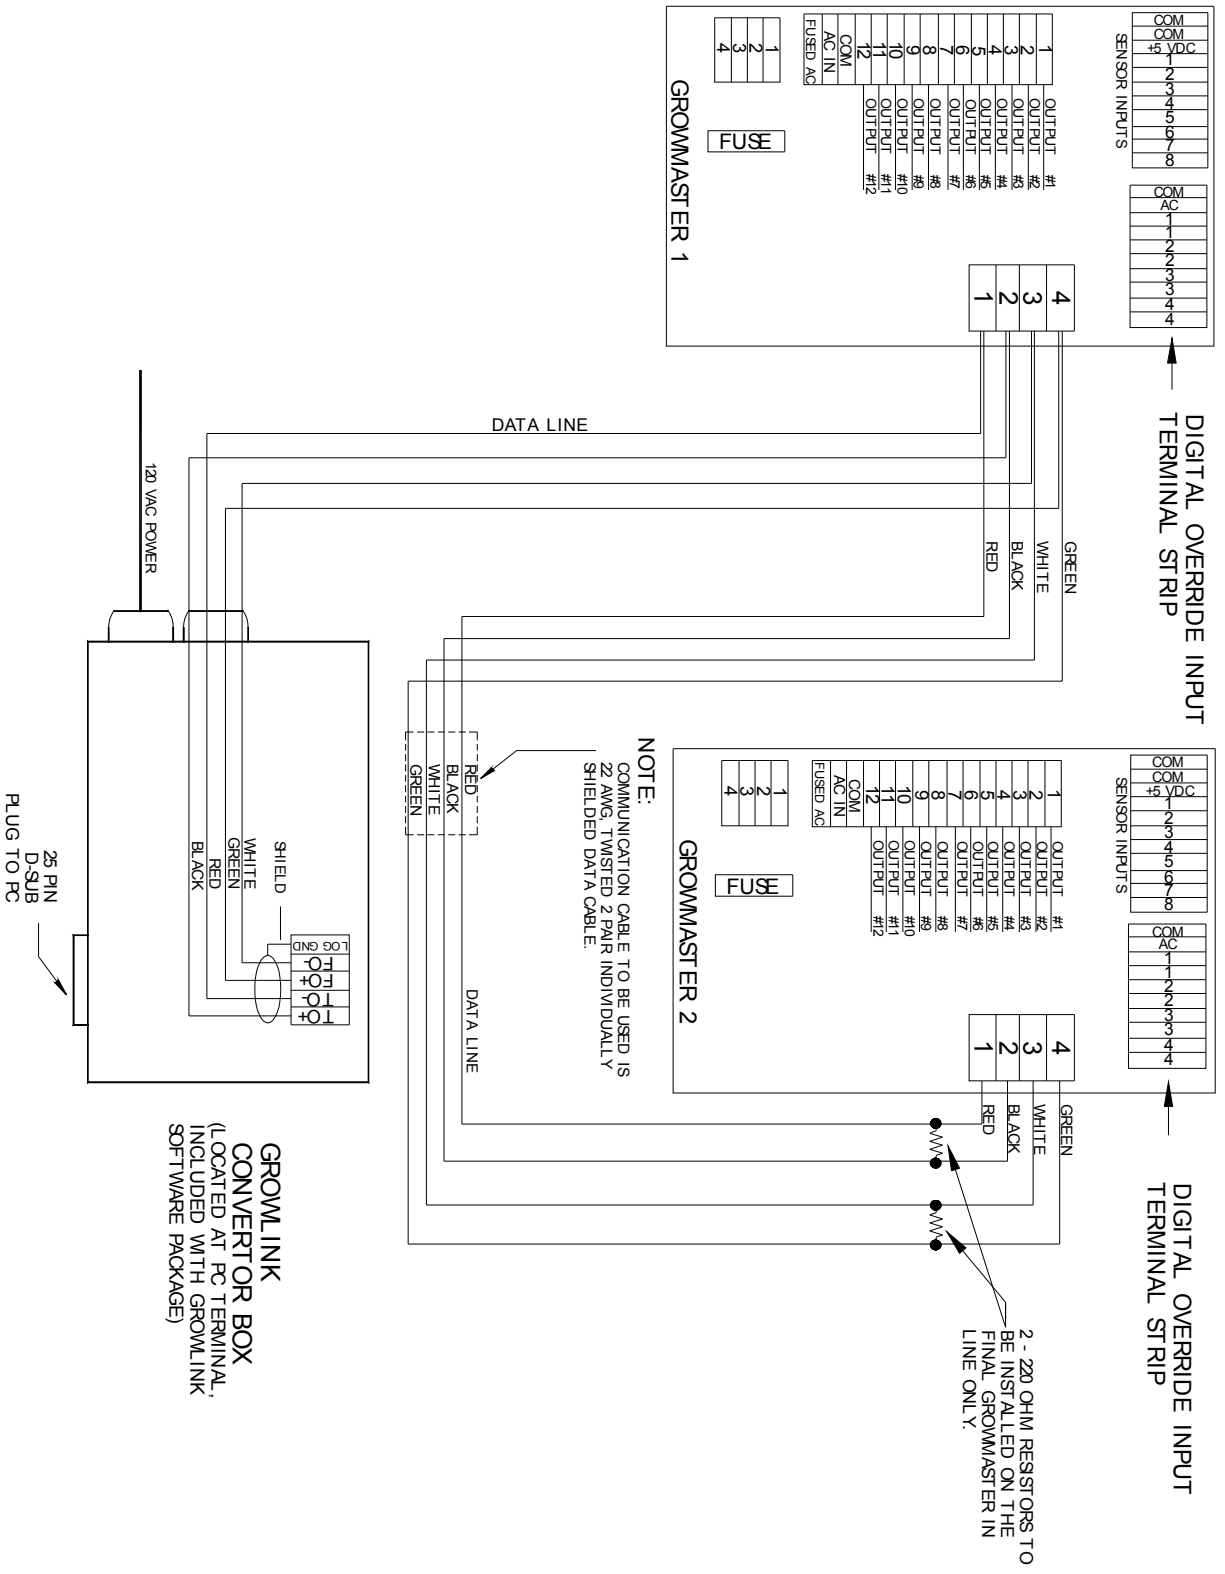 COM
COM
+5 VDC
1
2
3
4
5
6
7
8
SENSOR INPUTS
COM
AC
1
1
2
2
3
3
4
4
DIGITAL OVERRIDE INPUT
TERMINAL STRIP
1
2
3
4
5
6
7
8
9
10
11
12
COM
AC IN
FUSED AC
OUTPUT #1
OUTPUT #2
OUTPUT #3
OUTPUT #4
OUTPUT #5
OUTPUT #6
OUTPUT #7
OUTPUT #8
OUTPUT #9
OUTPUT #10
OUTPUT #11
OUTPUT #12
1
2
3
4
FUSE
GROWMASTER 1
4
3
2
1
GREEN
WHITE
BLACK
RED
DATA LINE
COM
COM
+5 VDC
1
2
3
4
5
6
7
8
SENSOR INPUTS
COM
AC
1
1
2
2
3
3
4
4
DIGITAL OVERRIDE INPUT
TERMINAL STRIP
1
2
3
4
5
6
7
8
9
10
11
12
COM
AC IN
FUSED AC
OUTPUT #1
OUTPUT #2
OUTPUT #3
OUTPUT #4
OUTPUT #5
OUTPUT #6
OUTPUT #7
OUTPUT #8
OUTPUT #9
OUTPUT #10
OUTPUT #11
OUTPUT #12
1
2
3
4
FUSE
GROWMASTER 2
4
3
2
1
GREEN
WHITE
BLACK
RED
2 - 220 OHM RESISTORS TO
BE INSTALLED ON THE
FINAL GROWMASTER IN
LINE ONLY.
NOTE:
COMMUNICATION CABLE TO BE USED IS
22 AWG, TWISTED 2 PAIR INDIVIDUALLY
SHIELDED DATA CABLE.
RED
BLACK
WHITE
GREEN
DATA LINE
120 VAC POWER
SHIELD
WHITE
GREEN
RED
BLACK
LOG GND
FO-
FO+
TO-
TO+
25 PIN
D-SUB
PLUG TO PC
GROWLINK
CONVERTOR BOX
(LOCATED AT PC TERMINAL,
INCLUDED WITH GROWLINK
SOFTWARE PACKAGE)